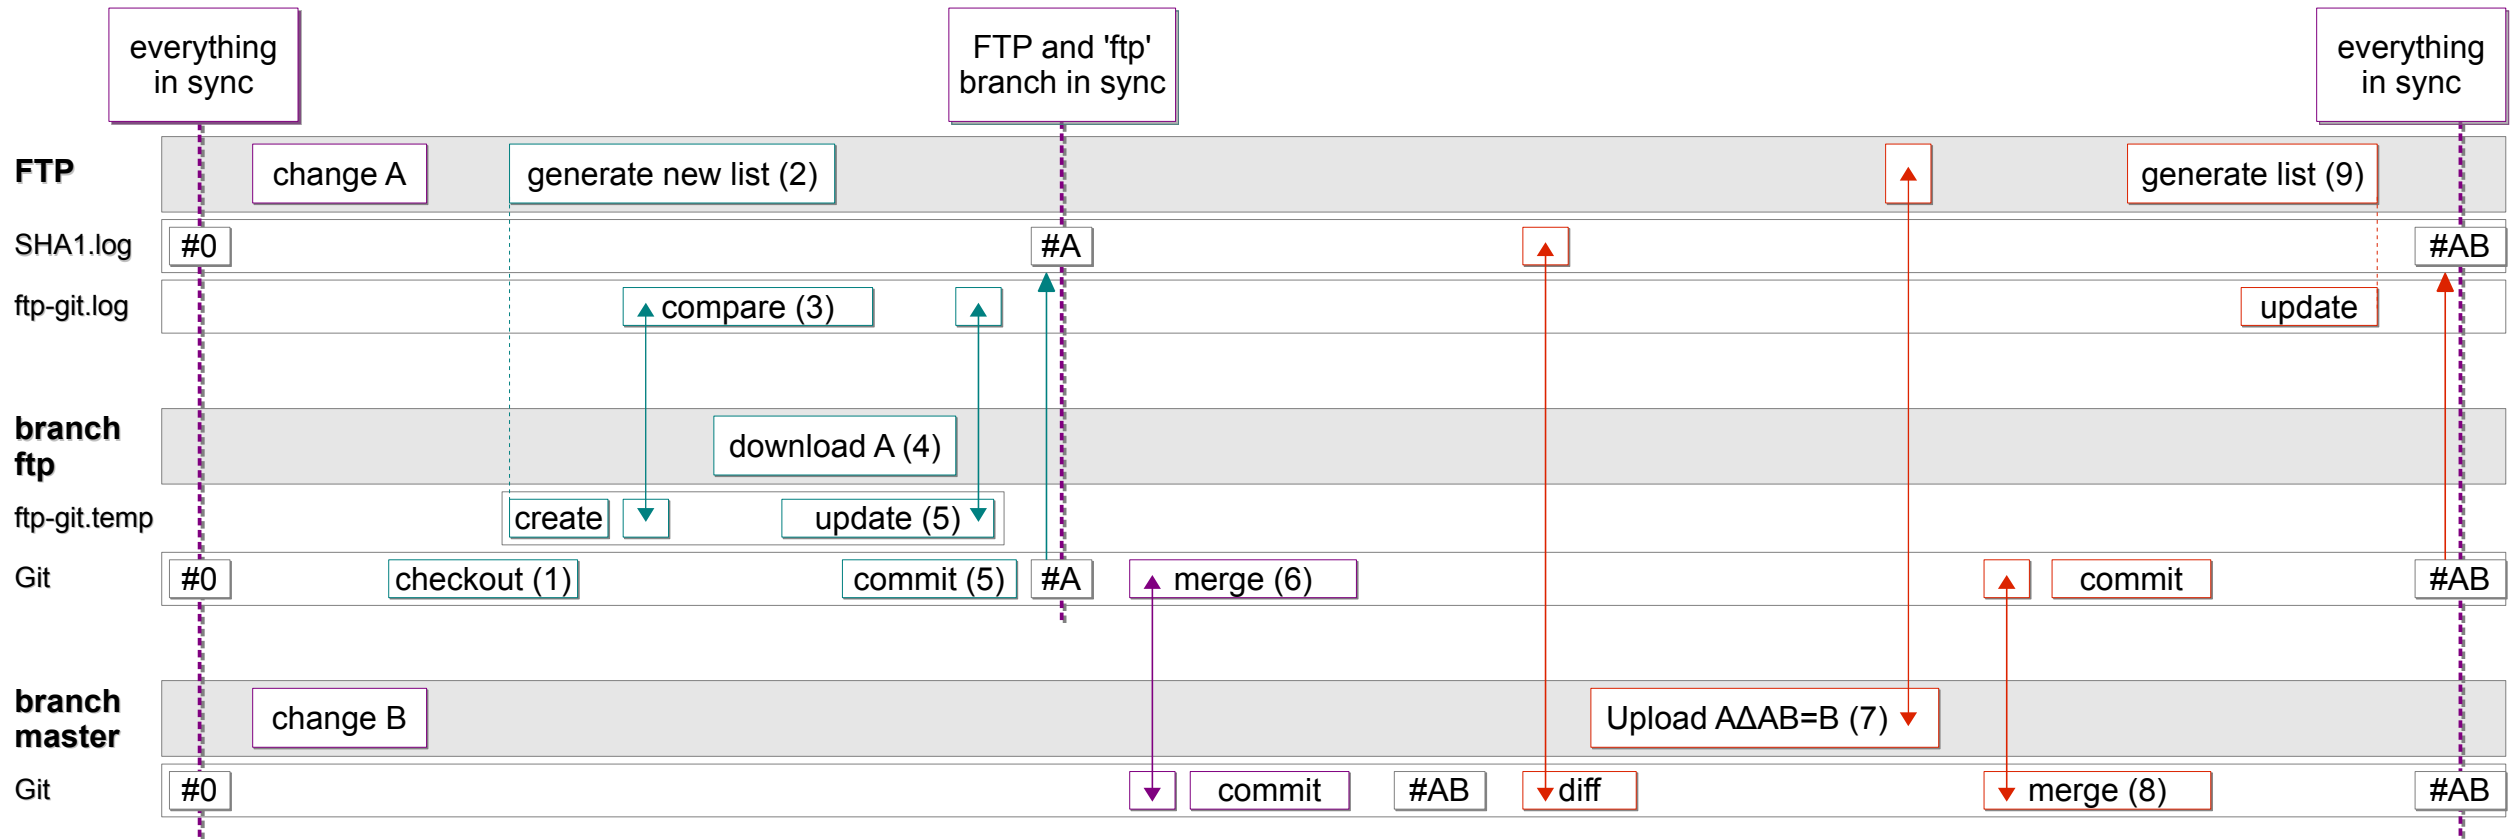 everything
in sync
FTP and 'ftp'
branch in sync
everything
in sync
FTP
change A
generate new list (2)
generate list (9)
SHA1.log
#0
#A
#AB
ftp-git.log
compare (3)
update
branch
ftp
download A (4)
ftp-git.temp
create
update (5)
Git
#0
checkout (1)
commit (5)
#A
merge (6)
commit
#AB
branch
master
change B
Upload AΔAB=B (7)
Git
#0
commit
#AB
diff
merge (8)
#AB